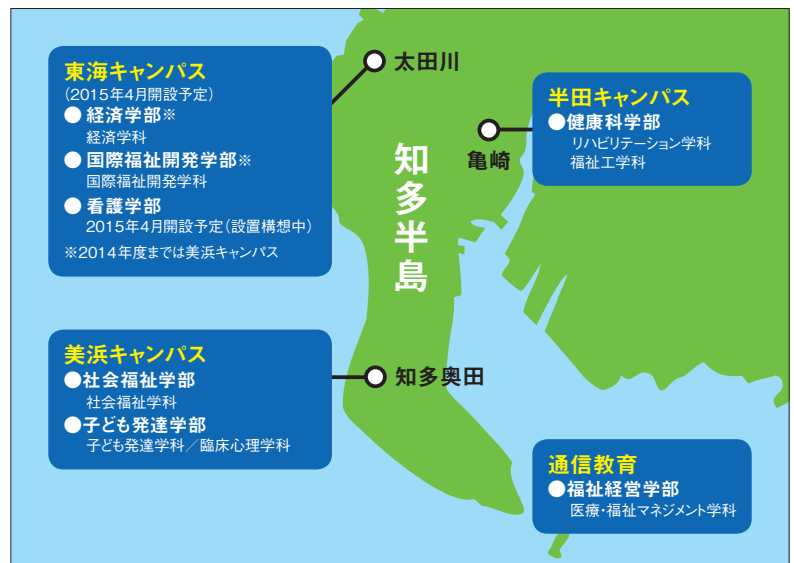 東海キャンパス
(2015年4月開設予定)
●経済学部※
経済学科
●国際福祉開発学部※
国際福祉開発学科
●看護学部
2015年4月開設予定(設置構想中)
※2014年度までは美浜キャンパス
太田川
半田キャンパス
●健康科学部
リハビリテーション学科
福祉工学科
亀崎
知多半島
美浜キャンパス
●社会福祉学部
社会福祉学科
●子ども発達学部
子ども発達学科／臨床心理学科
知多奥田
通信教育
●福祉経営学部
医療・福祉マネジメント学科